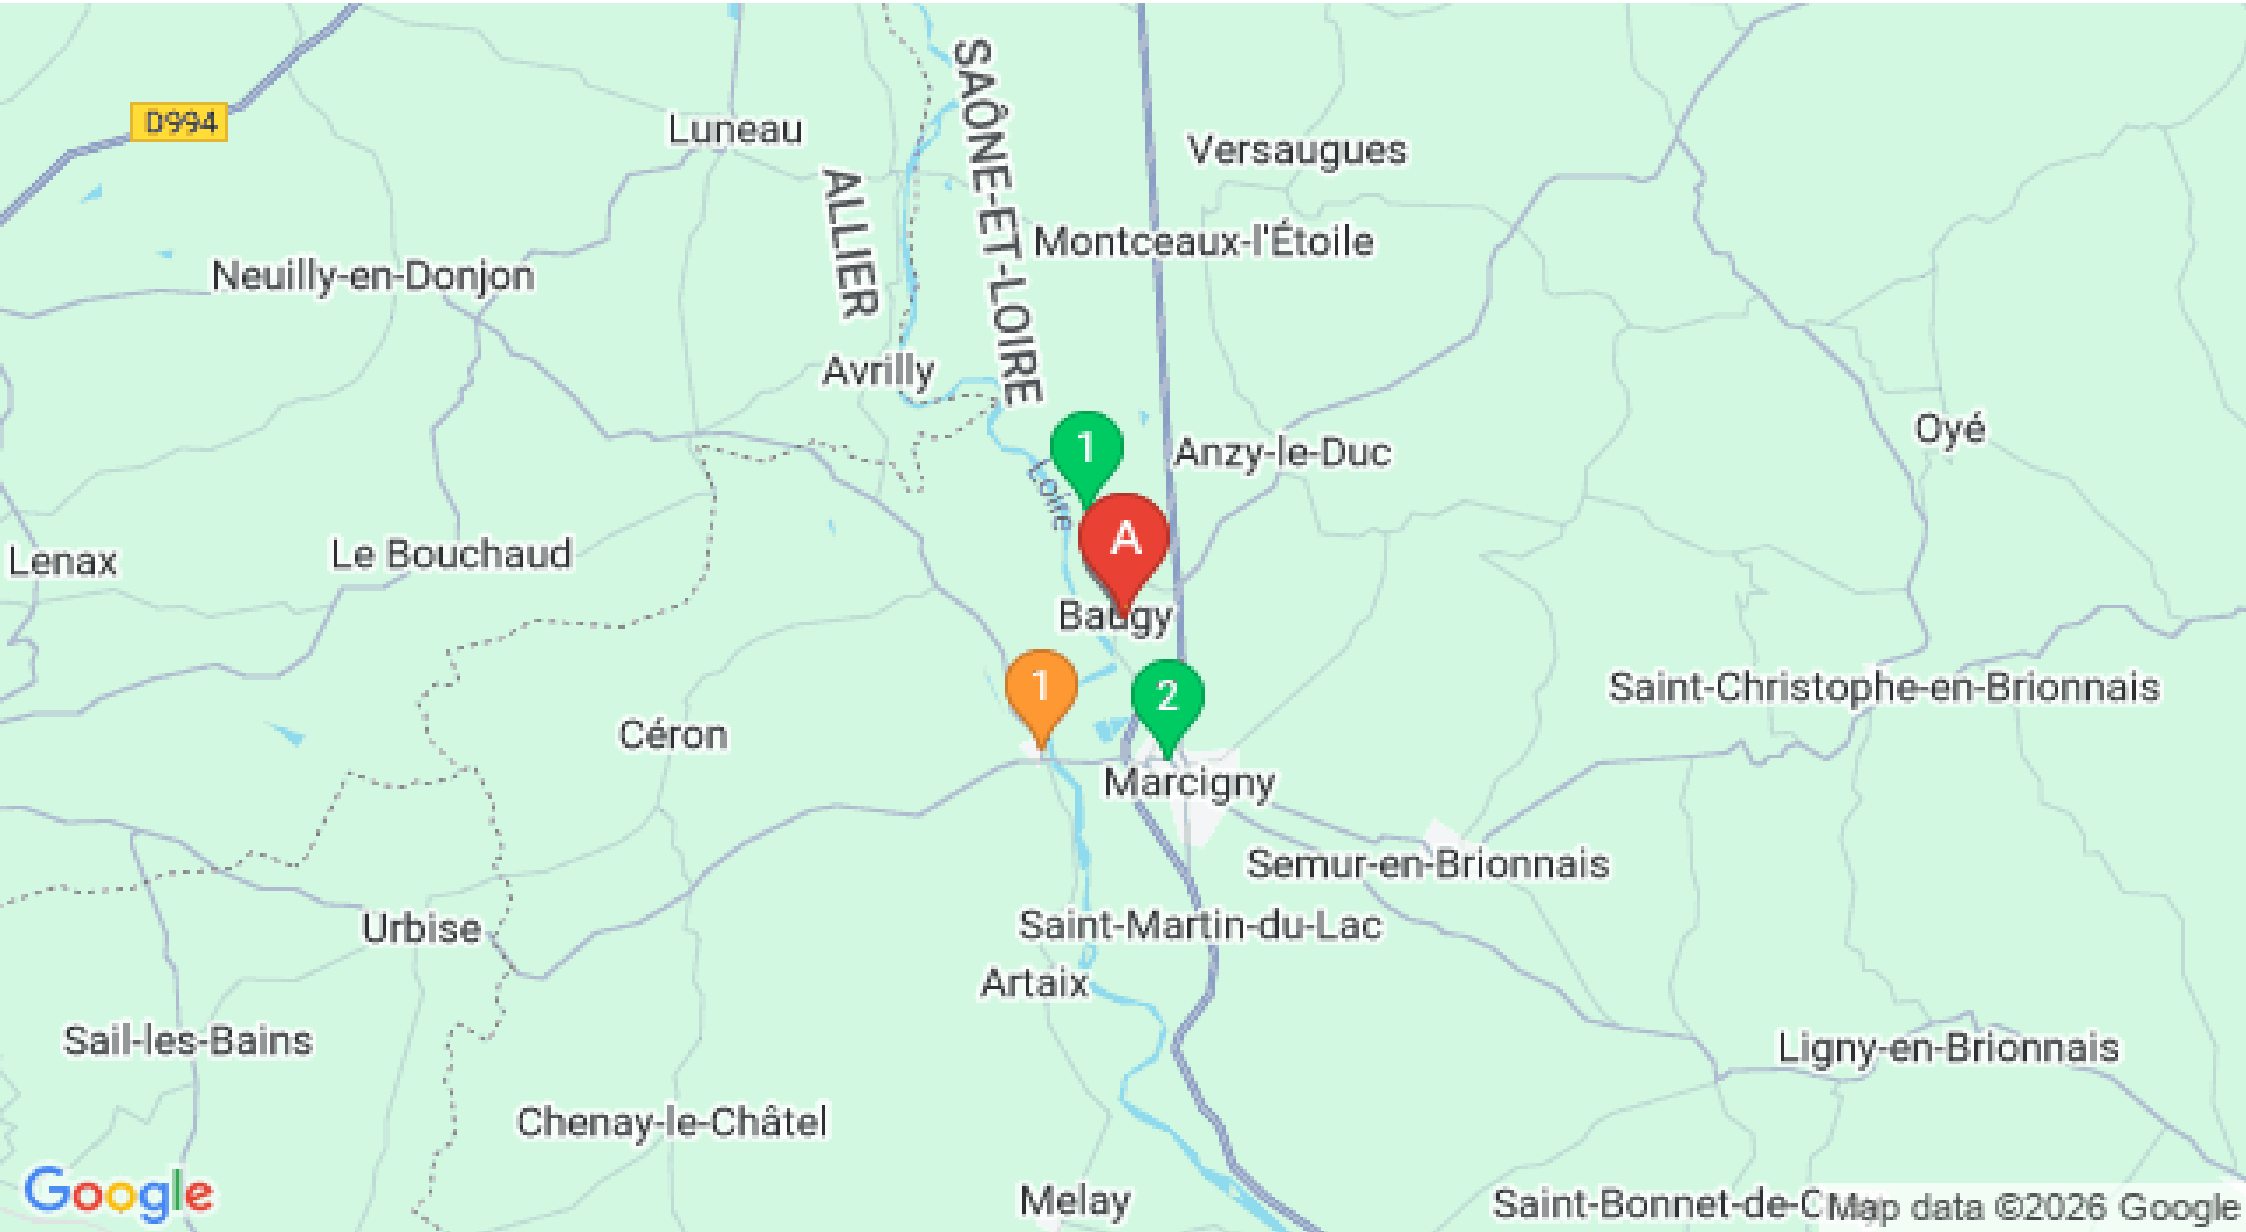 D994
Luneau
SAÔNE-ET-LOIRE
Versaugues
ALLIER
Montceaux-l'Étoile
Neuilly-en-Donjon
Avrilly
Oyé
1
Anzy-le-Duc
Loire
A
Le Bouchaud
Lenax
Baugy
1
2
Saint-Christophe-en-Brionnais
Céron
Marcigny
Semur-en-Brionnais
Urbise
Saint-Martin-du-Lac
Artaix
Sail-les-Bains
Ligny-en-Brionnais
Chenay-le-Châtel
Google
Melay
Saint-Bonnet-de-C
Map data ©2026 Google